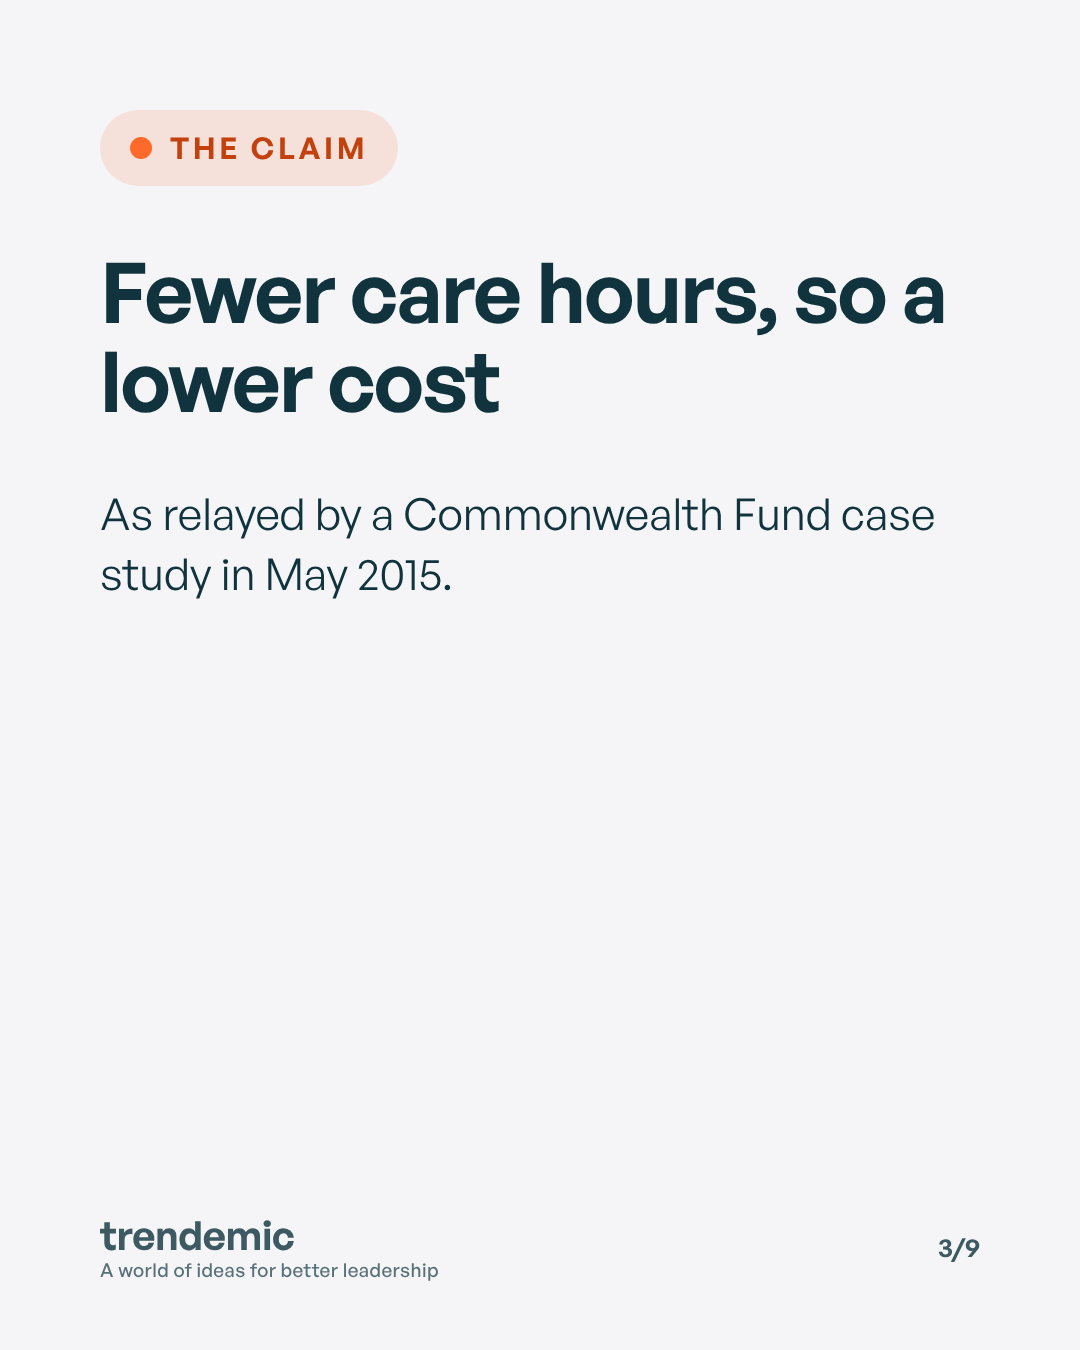 THE CLAIM
Fewer care hours, so a
lower cost
As relayed by a Commonwealth Fund case
study in May 2015.
trendemic
A world of ideas for better leadership
3/9